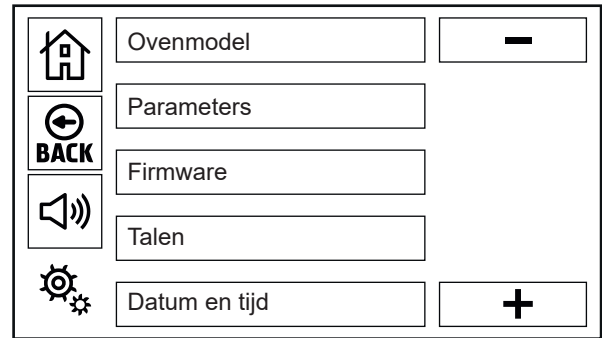 Ovenmodel
−
Parameters
BACK
Firmware
Talen
Datum en tijd
+